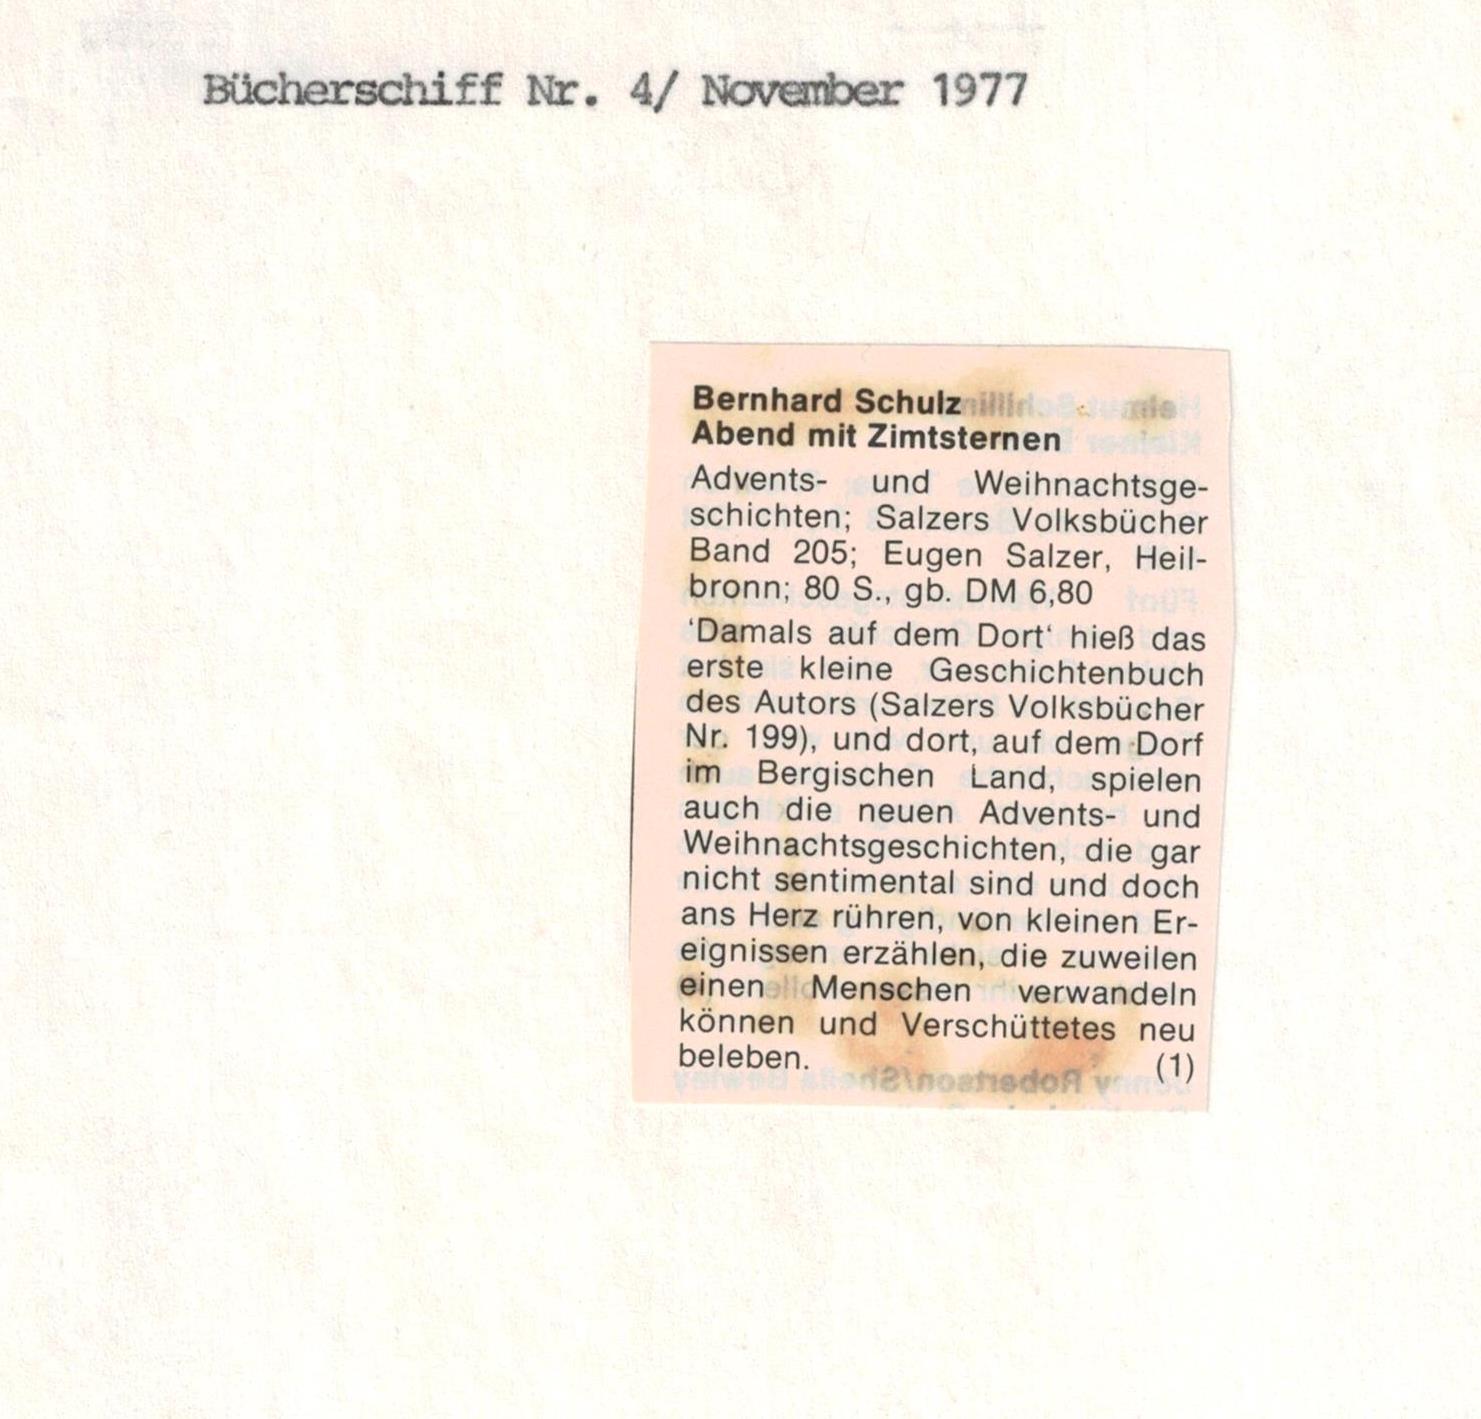 Bücherschiff Nr. 4/ November 1977
Bernhard Schulz
Abend mit Zimtsternen
Advents- und Weihnachtsge-
schichten; Salzers Volksbücher
Band 205; Eugen Salzer, Heil-
bronn; 80 S., gb. DM 6,80
‘Damals auf dem Dort‘ hieß das
erste kleine Geschichtenbuch
des Autors (Salzers Volksbücher
Nr. 199), und dort, auf dem Dorf
im Bergischen Land, spielen
auch die neuen Advents- und
Weihnachtsgeschichten, die gar
nicht sentimental sind und doch
ans Herz rühren, von kleinen Er-
eignissen erzählen, die zuweilen
einen Menschen verwandeln
können und Verschüttetes neu
beleben. (1)